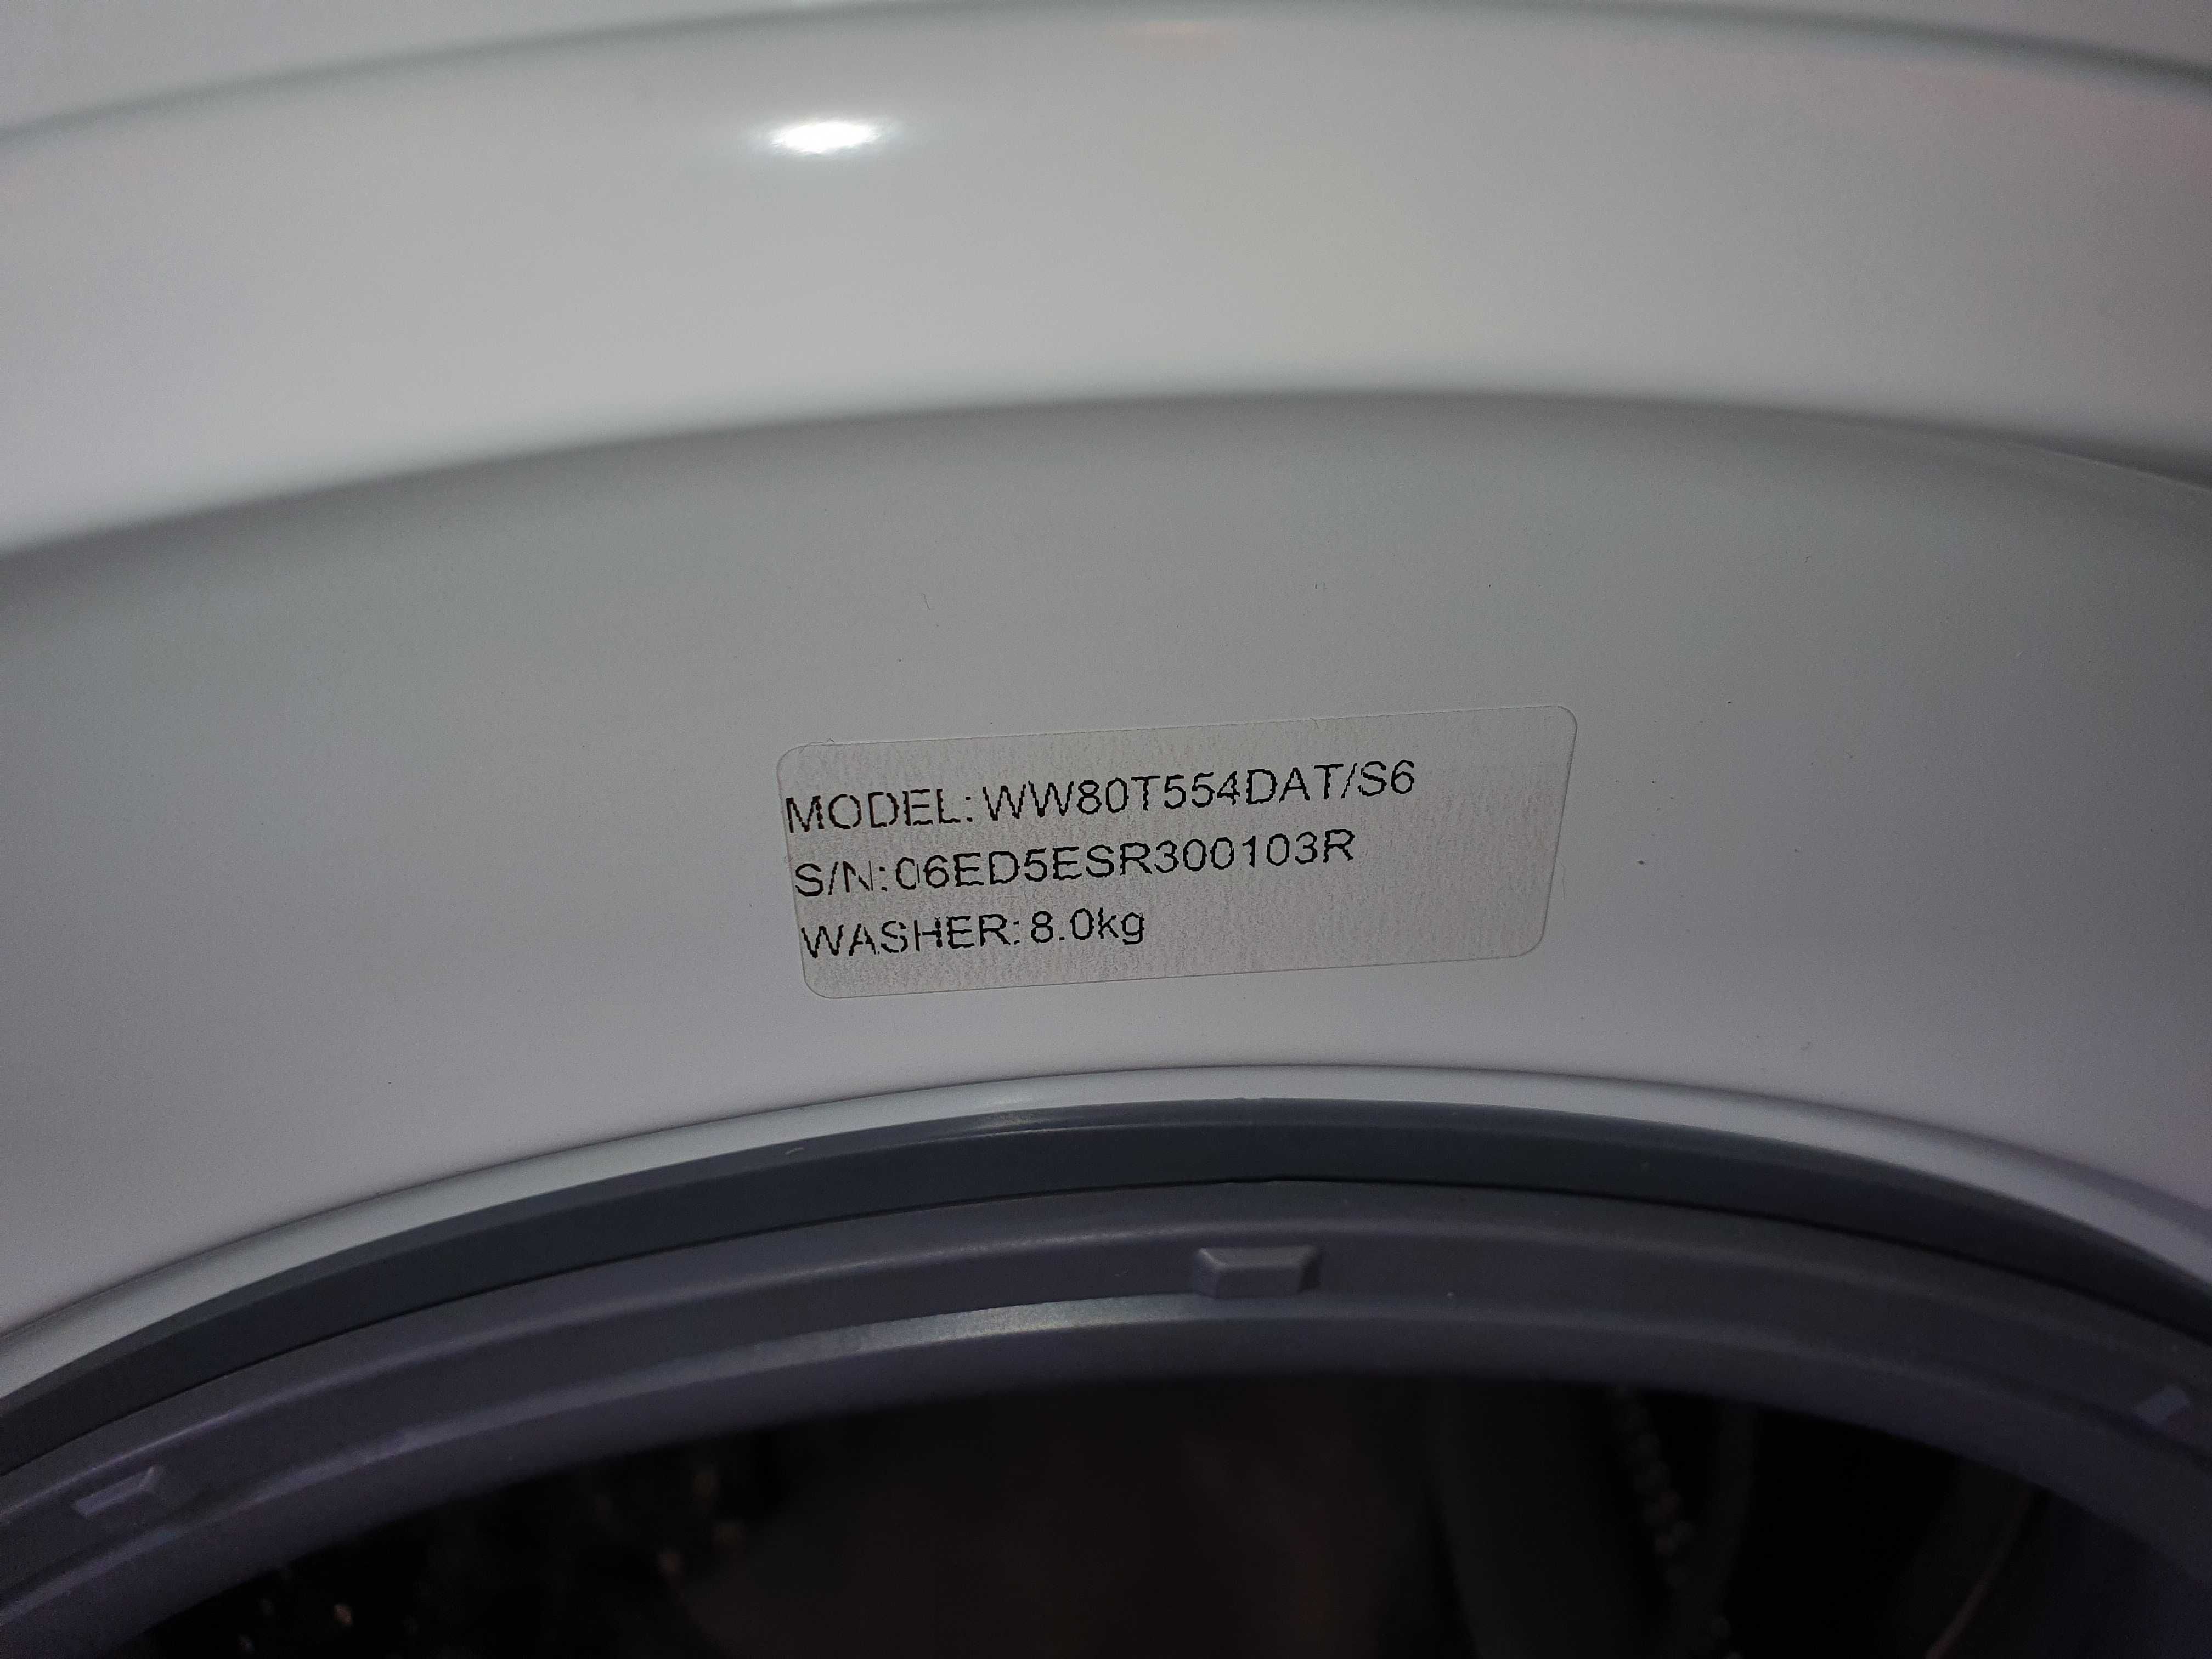 MODEL: WW80T554DAT/S6
S/N: 06ED5ESR300103R
WASHER: 8.0kg